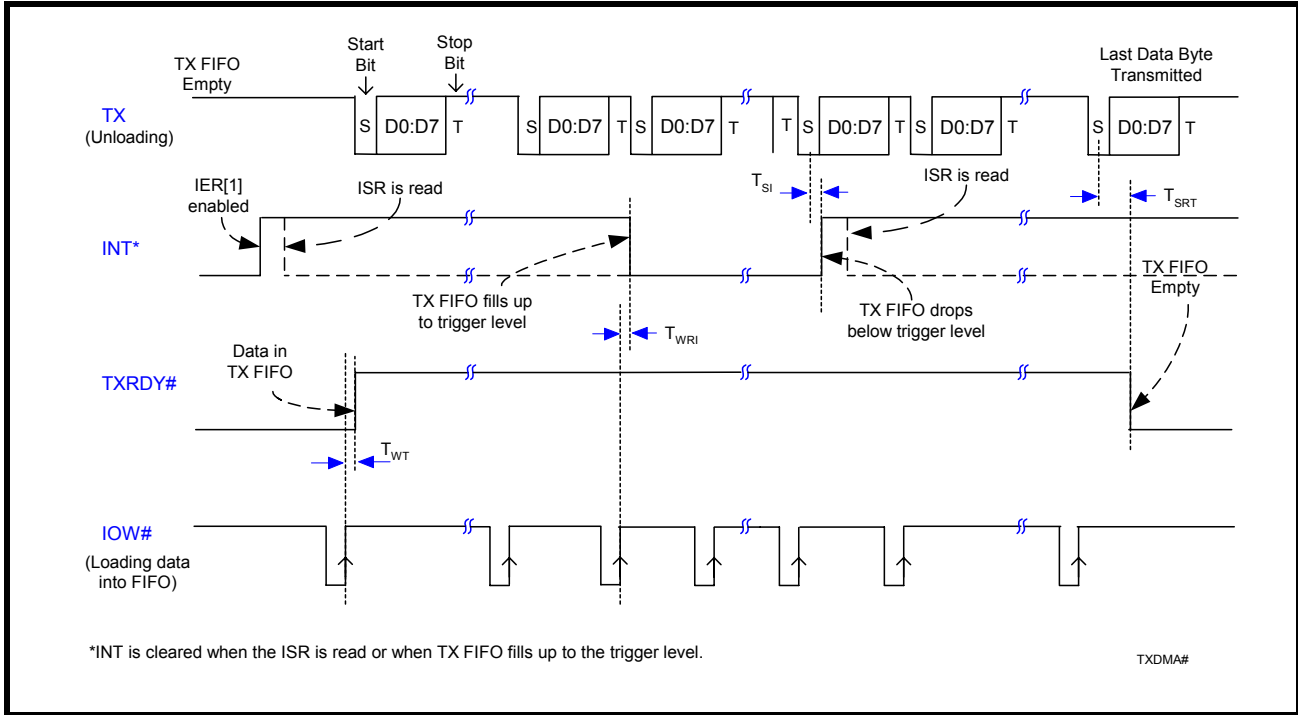 Start
Bit
Stop
Bit
TX FIFO
Empty
Last Data Byte
Transmitted
TX
(Unloading)
S D0:D7 T S D0:D7 T S D0:D7 T T S D0:D7 T S D0:D7 T S D0:D7 T
IER[1]
enabled
ISR is read
TSI
ISR is read
TSRT
INT*
TX FIFO fills up
to trigger level
TX FIFO drops
below trigger level
TX FIFO
Empty
TWRI
Data in
TX FIFO
TXRDY#
TWT
IOW#
(Loading data
into FIFO)
*INT is cleared when the ISR is read or when TX FIFO fills up to the trigger level.
TXDMA#